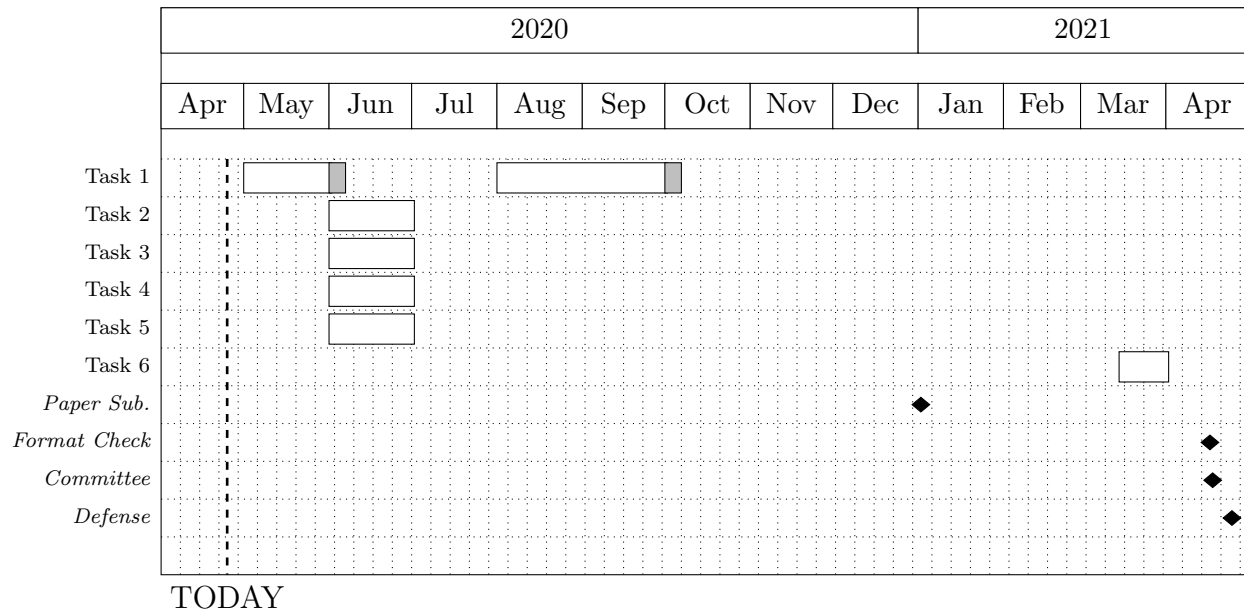 2020 2021
Apr May Jun Jul Aug Sep Oct Nov Dec Jan Feb Mar Apr
Task 1
Task 2
Task 3
Task 4
Task 5
Task 6
Paper Sub.
Format Check
Committee
Defense
TODAY